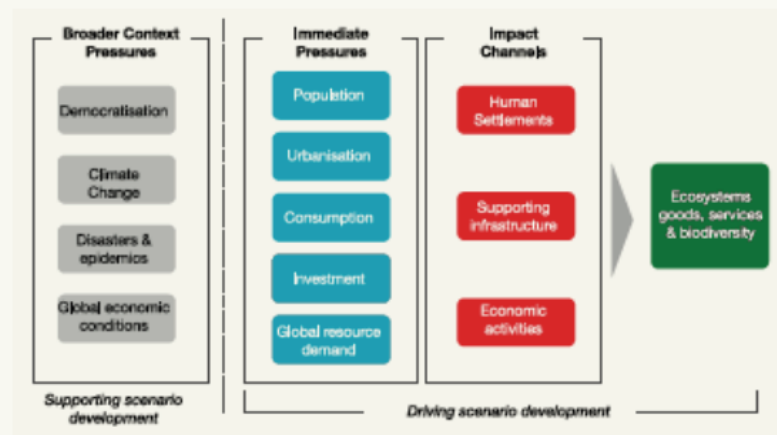 Broader Context
Pressures
Democratisation
Climate
Change
Disasters &
epidemics
Global economic
conditions
Supporting scenario
development
Immediate
Pressures
Population
Urbanisation
Consumption
Investment
Global resource
demand
Impact
Channels
Human
Settlements
Supporting
infrastructure
Economic
activities
Ecosystems
goods, services
& biodiversity
Driving scenario development